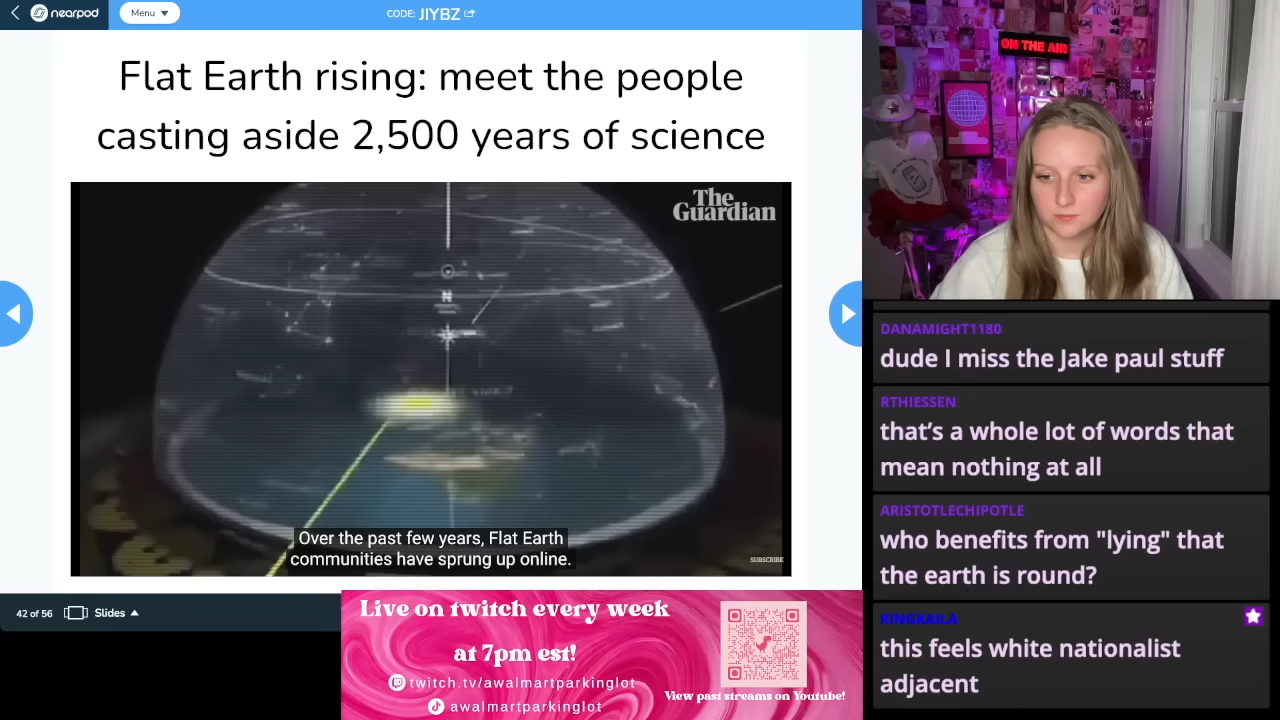 nearpod
Menu
CODE: JIYBZ
Flat Earth rising: meet the people
casting aside 2,500 years of science
The
Guardian
N
Over the past few years, Flat Earth
communities have sprung up online.
SUBSCRIBE
42 of 56
Slides
Live on twitch every week
at 7pm est!
twitch.tv/awalmartparkinglot
awalmartparkinglot
View past streams on Youtube!
ON THE AIR
DANAMIGHT1180
dude I miss the Jake paul stuff
RTHIESSEN
that's a whole lot of words that
mean nothing at all
ARISTOTLECHIPOTLE
who benefits from "lying" that
the earth is round?
KINGKAILA
this feels white nationalist
adjacent